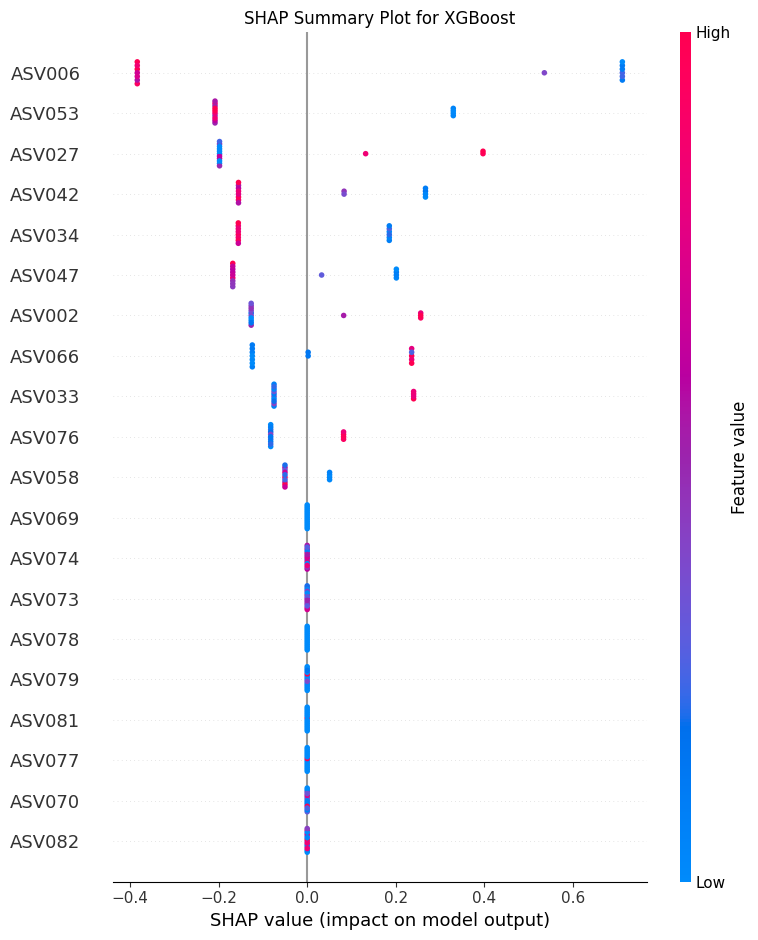 SHAP Summary Plot for XGBoost
High
ASV006
ASV053
ASV027
ASV042
ASV034
ASV047
ASV002
ASV066
ASV033
ASV076
ASV058
ASV069
ASV074
ASV073
ASV078
ASV079
ASV081
ASV077
ASV070
ASV082
Feature value
Low
−0.4 −0.2 0.0 0.2 0.4 0.6
SHAP value (impact on model output)